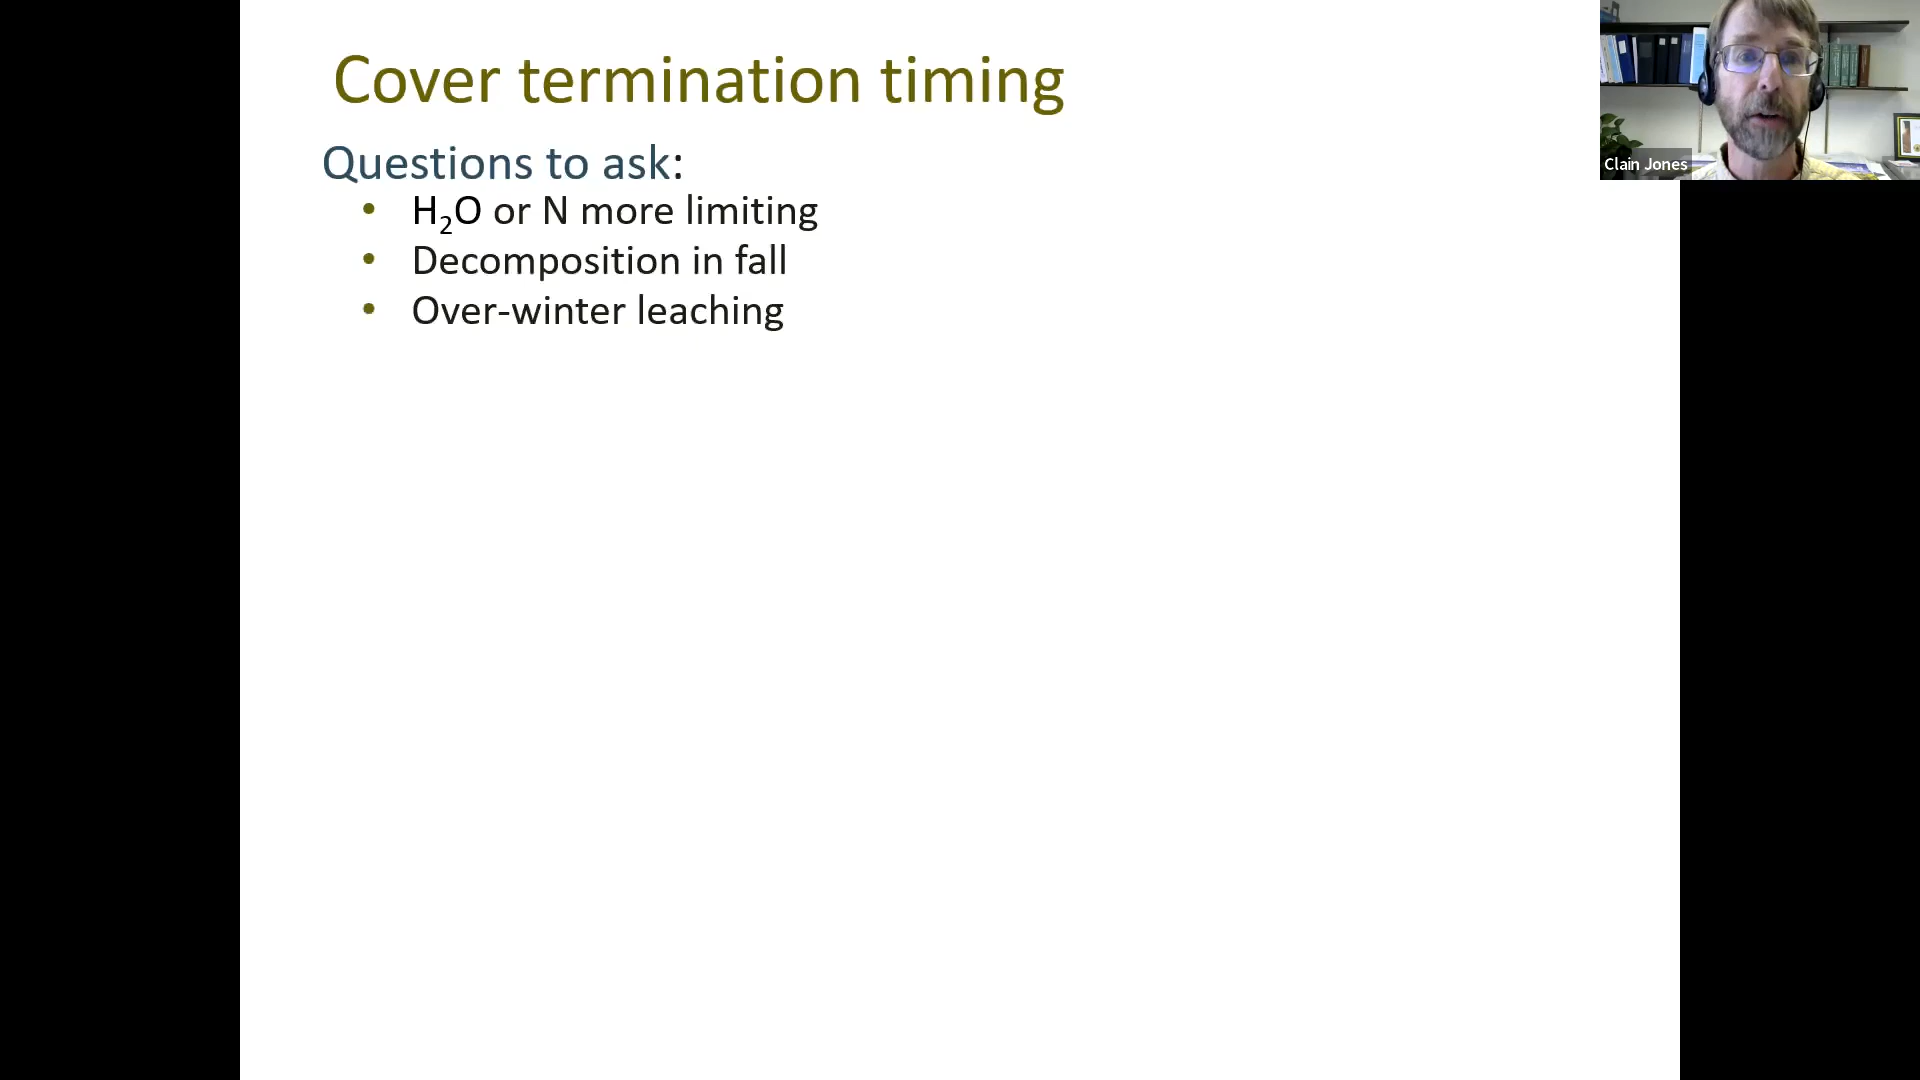 Cover termination timing
Questions to ask:
• H₂O or N more limiting
• Decomposition in fall
• Over-winter leaching
Clain Jones